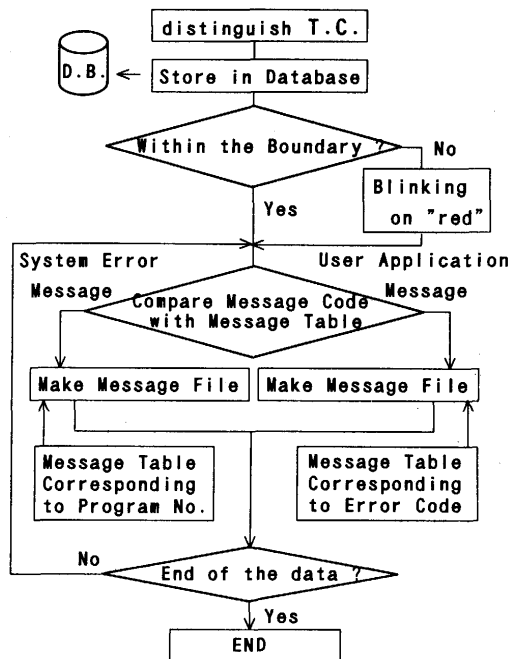 distinguish T.C.
D.B.
Store in Database
Within the Boundary ?
No
Blinking
on "red"
Yes
System Error
Message
User Application
Message
Compare Message Code
with Message Table
Make Message File
Make Message File
Message Table
Corresponding
to Program No.
Message Table
Corresponding
to Error Code
No
End of the data ?
Yes
END